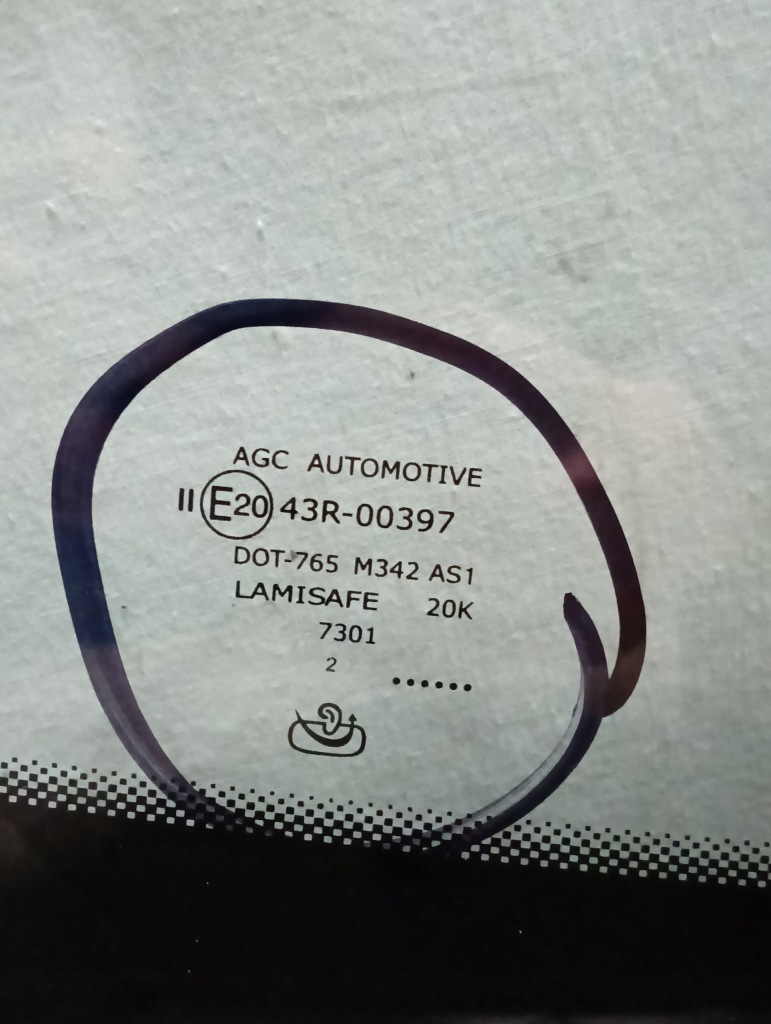 AGC AUTOMOTIVE
II E20 43R-00397
DOT-765 M342 AS1
LAMISAFE 20K
7301
2 ......